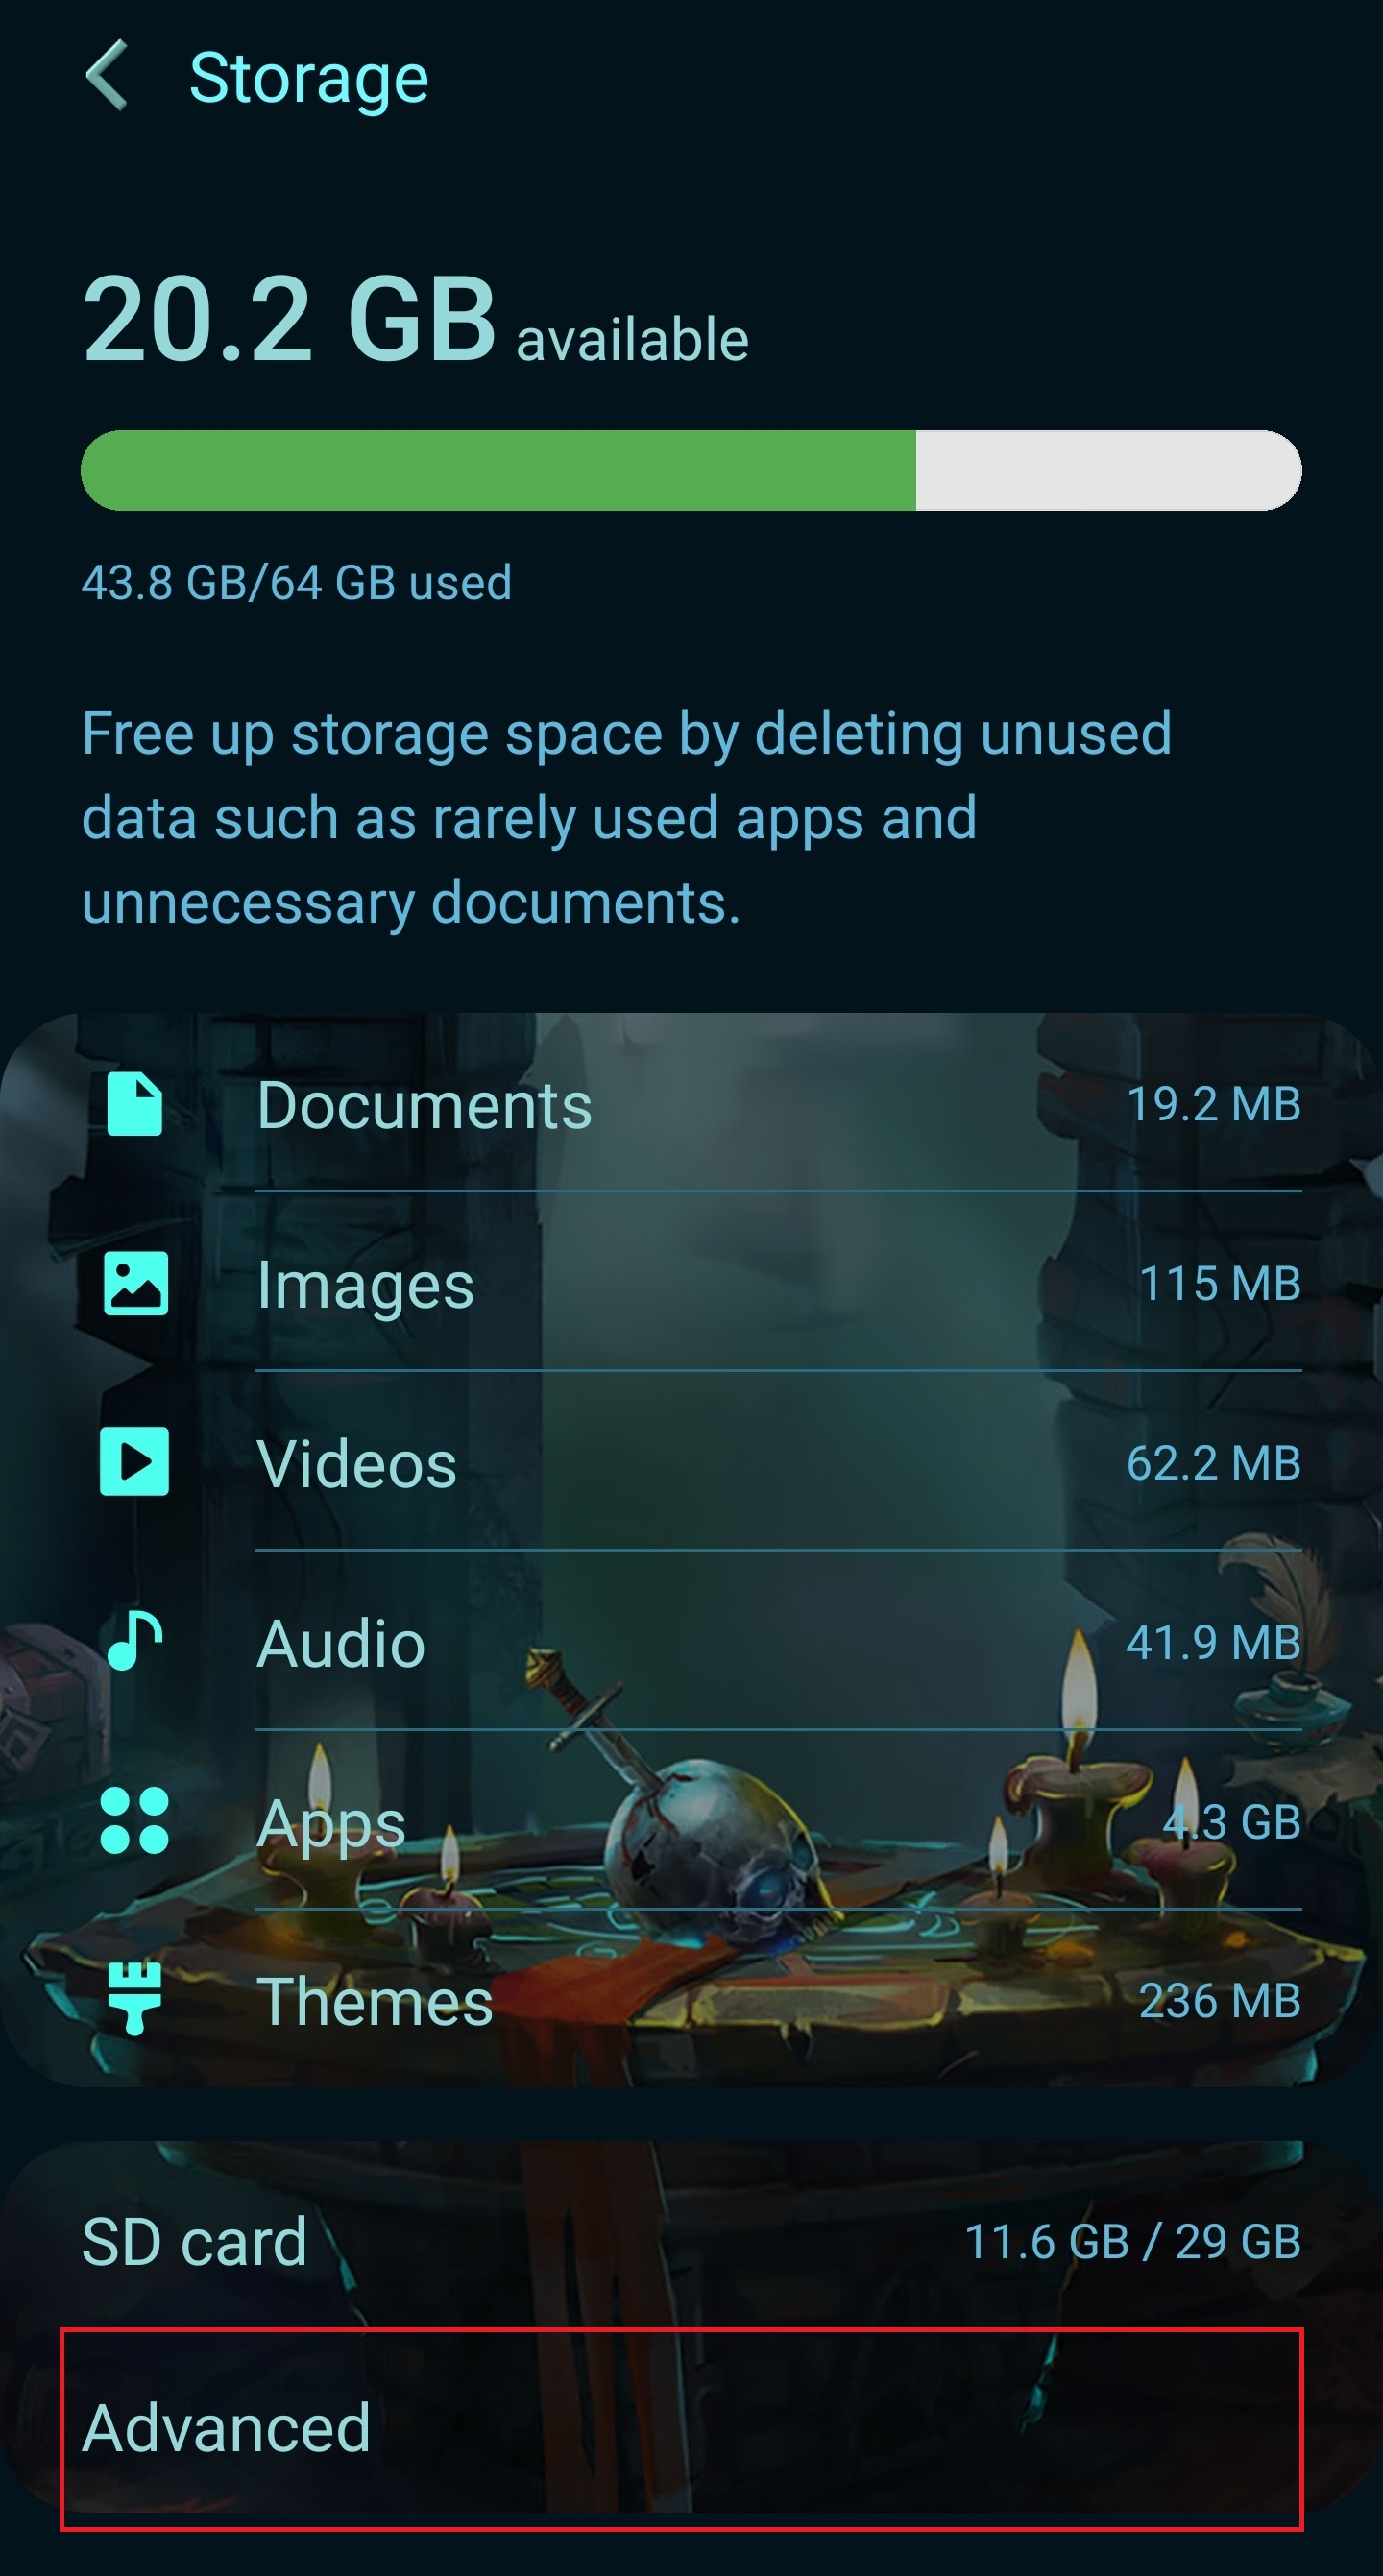 Storage
20.2 GB available
43.8 GB/64 GB used
Free up storage space by deleting unused
data such as rarely used apps and
unnecessary documents.
Documents 19.2 MB
Images 115 MB
Videos 62.2 MB
Audio 41.9 MB
Apps 4.3 GB
Themes 236 MB
SD card 11.6 GB / 29 GB
Advanced